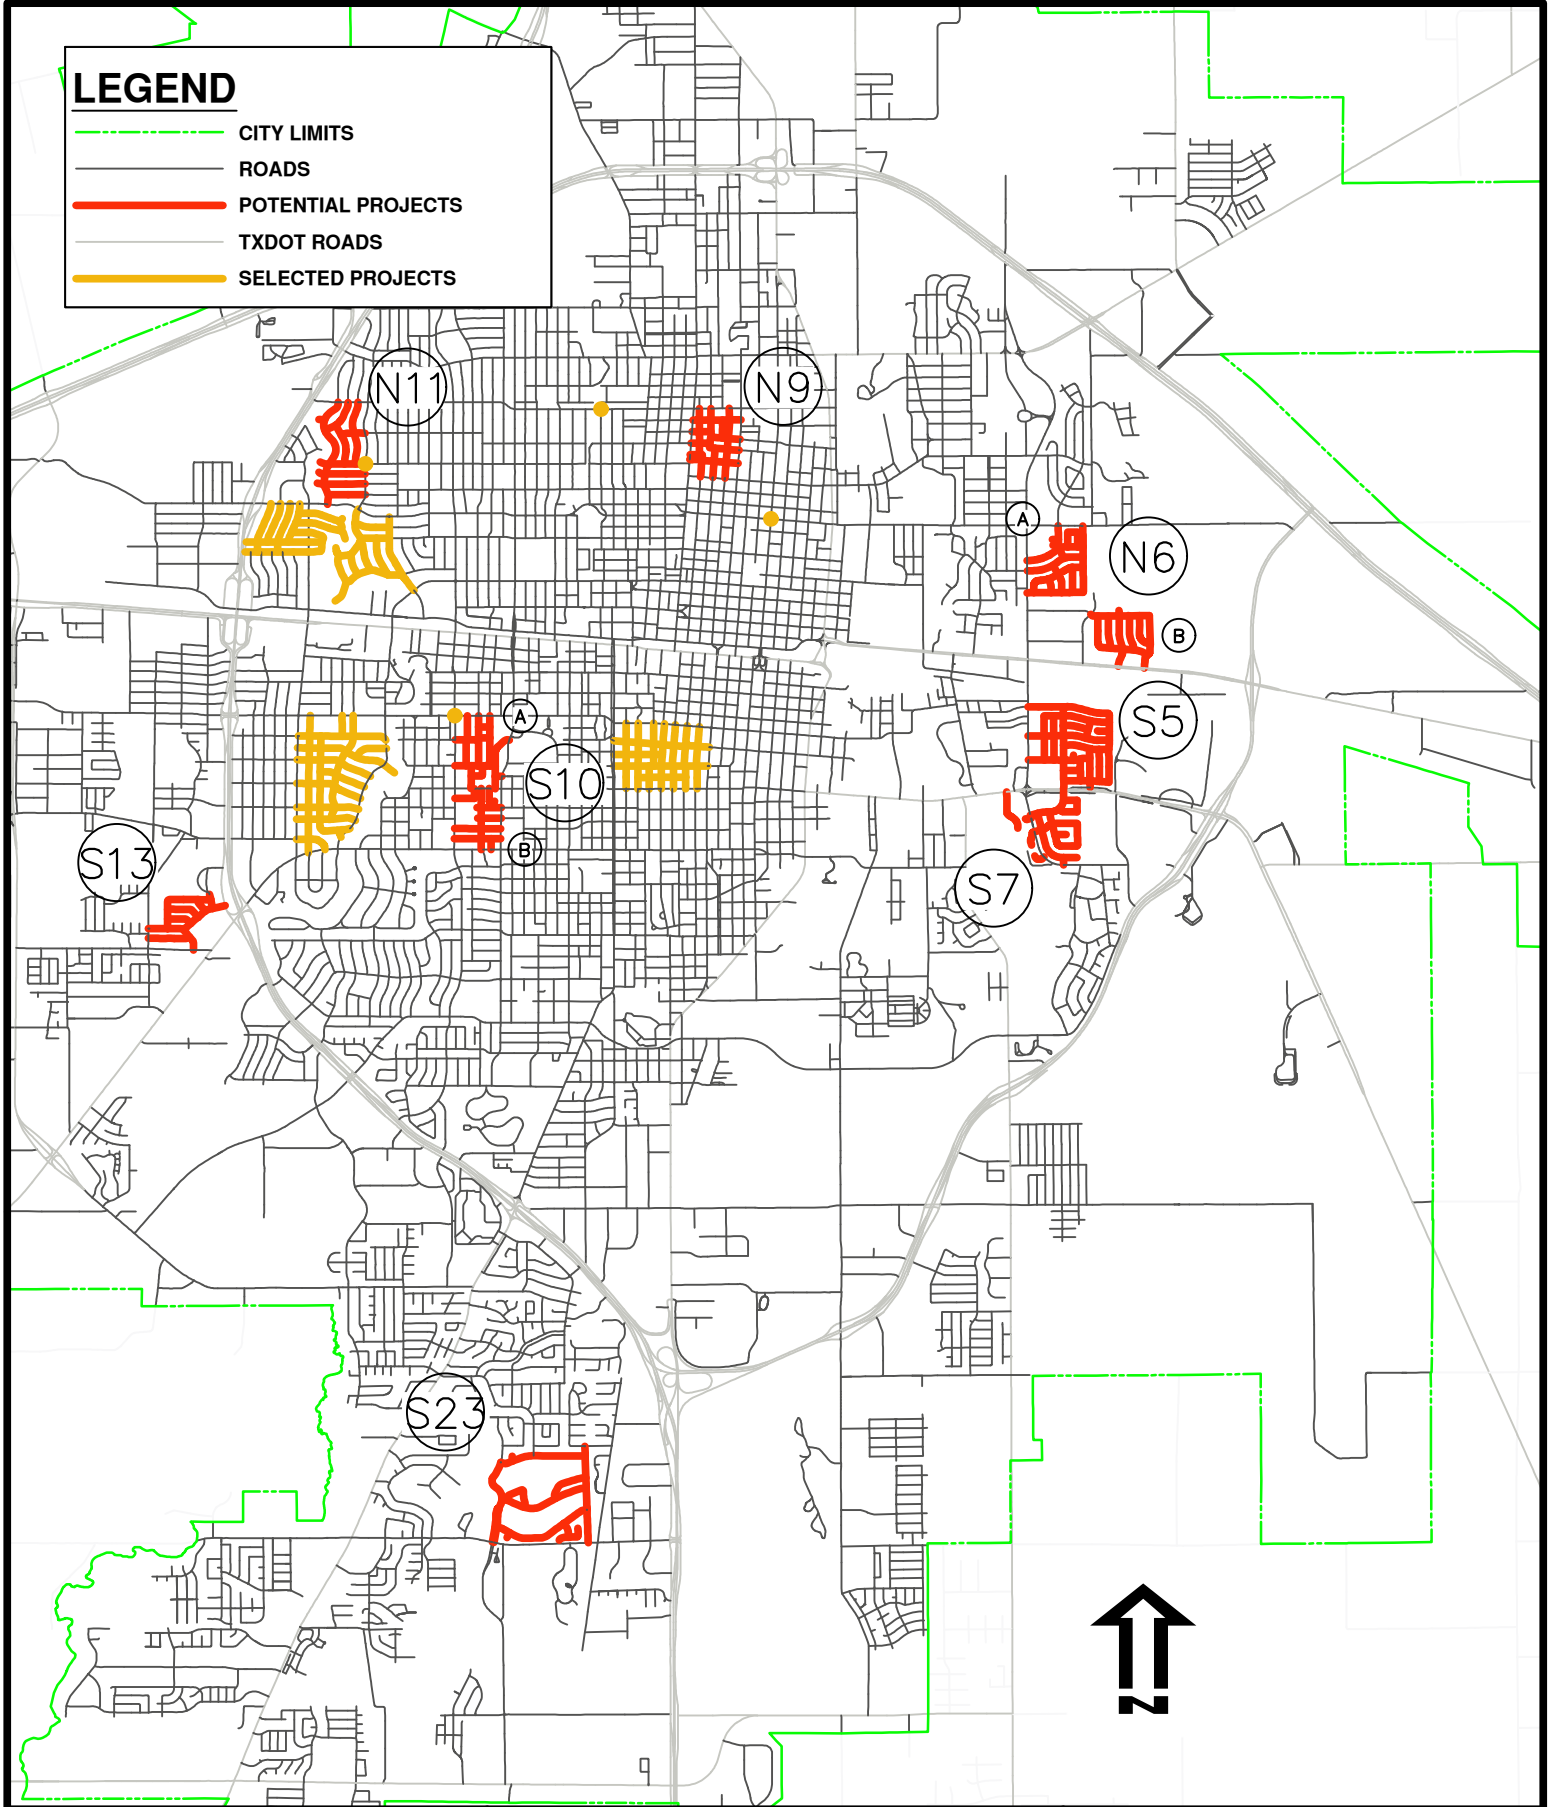 LEGEND
CITY LIMITS
ROADS
POTENTIAL PROJECTS
TXDOT ROADS
SELECTED PROJECTS
N11
N9
A
N6
B
S5
A
S10
B
S13
S7
S23
N